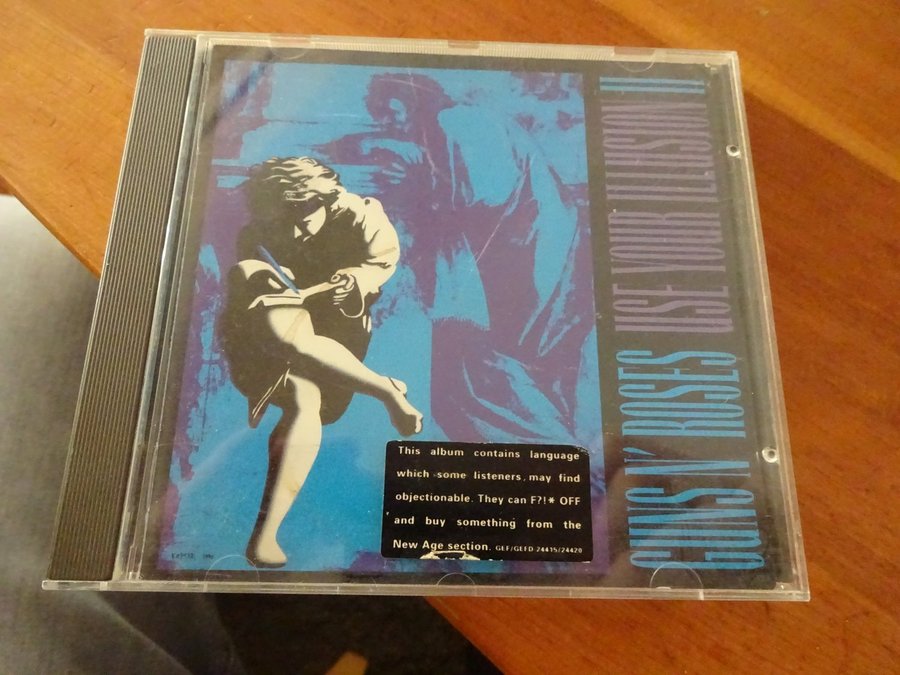 GUNS N' ROSES USE YOUR ILLUSION II
This album contains language
which some listeners may find
objectionable. They can F?!* OFF
and buy something from the
New Age section. GEF/GEFD 24415/24420